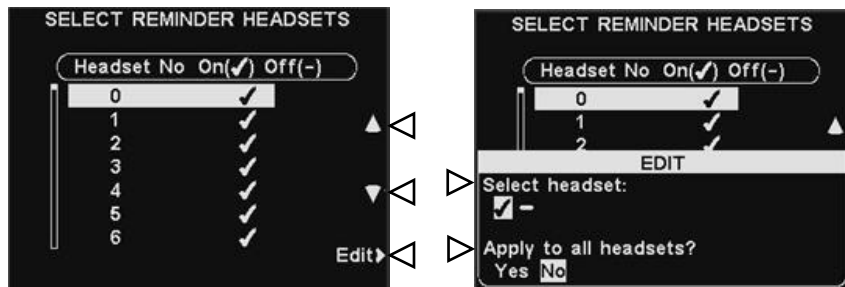 SELECT REMINDER HEADSETS
Headset No On(✓) Off(-)
0 ✓
1 ✓
2 ✓
3 ✓
4 ✓
5 ✓
6 ✓
Edit
SELECT REMINDER HEADSETS
Headset No On(✓) Off(-)
0 ✓
1 ✓
2 ✓
EDIT
Select headset:
✓ -
Apply to all headsets?
Yes No